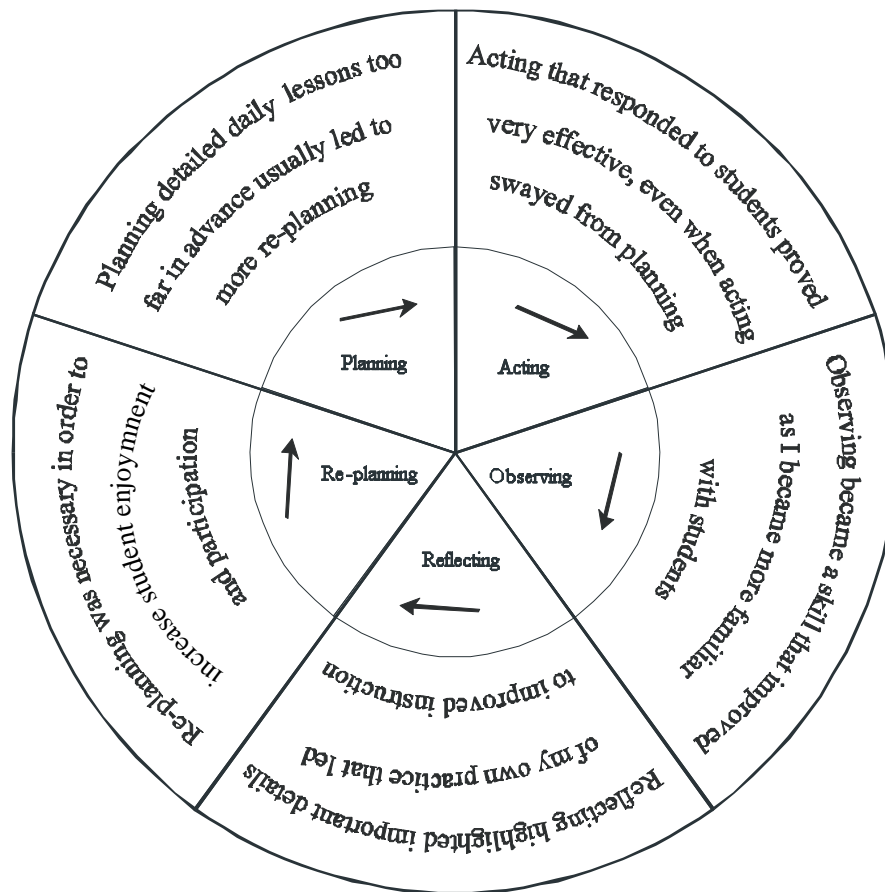 Planning detailed daily lessons too
far in advance usually led to
more re-planning
Planning
Acting that responded to students proved
very effective, even when acting
swayed from planning
Acting
Observing became a skill that improved
as I became more familiar
with students
Observing
Reflecting highlighted important details
of my own practice that led
to improved instruction
Reflecting
Re-planning was necessary in order to
increase student enjoymnent
and participation
Re-planning